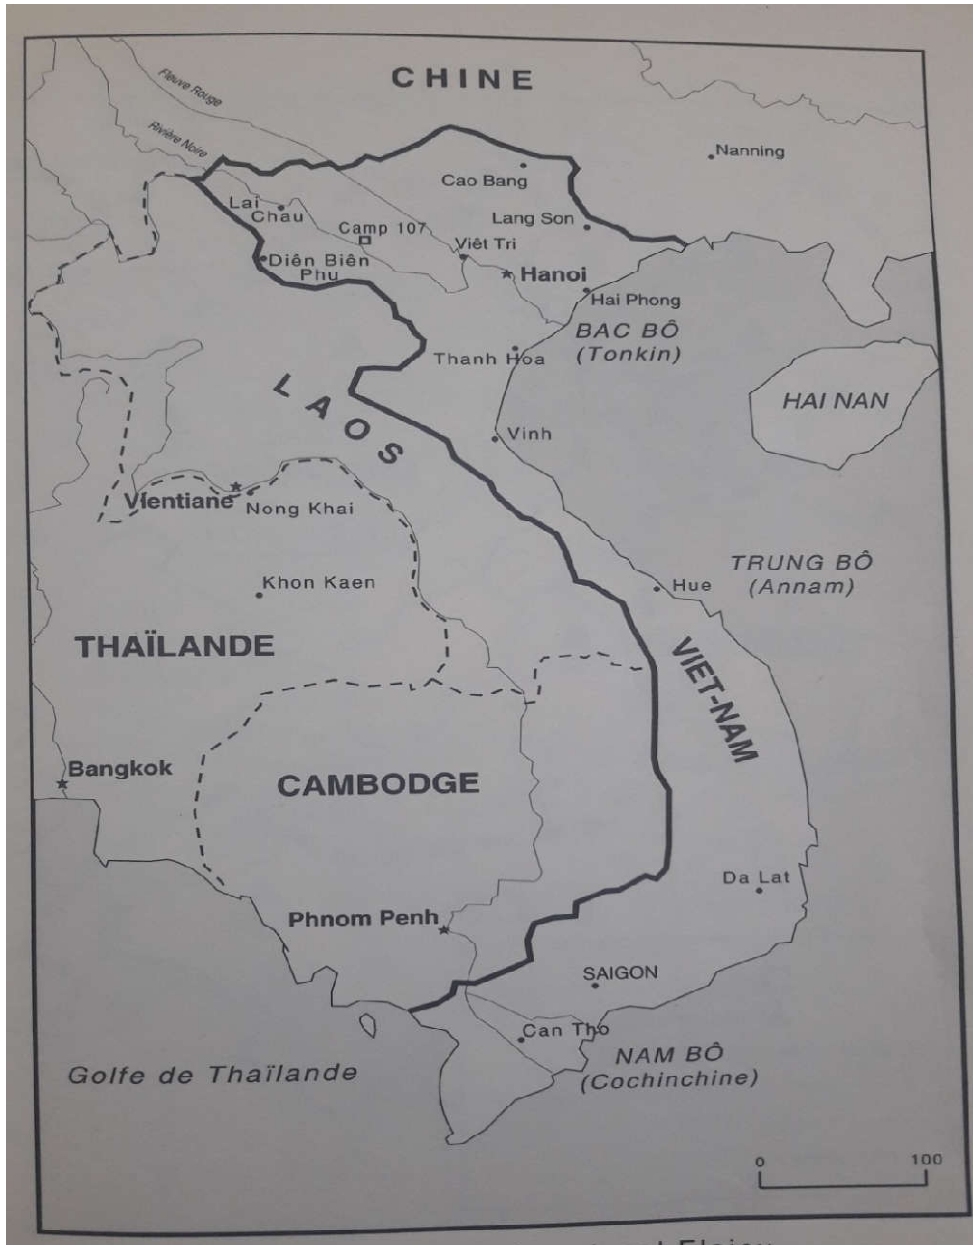 CHINE
Fleuve Rouge
Rivière Noire
Nanning
Cao Bang
Lai
Chau
Lang Son
Camp 107
Viêt Tri
Diên Biên
Phu
Hanoi
Hai Phong
BAC BÔ
(Tonkin)
Thanh Hoa
HAI NAN
LAOS
Vinh
Vientiane
Nong Khai
Khon Kaen
TRUNG BÔ
(Annam)
Hue
THAÏLANDE
VIET-NAM
Bangkok
CAMBODGE
Da Lat
Phnom Penh
SAIGON
Can Tho
NAM BÔ
(Cochinchine)
Golfe de Thaïlande
0 100